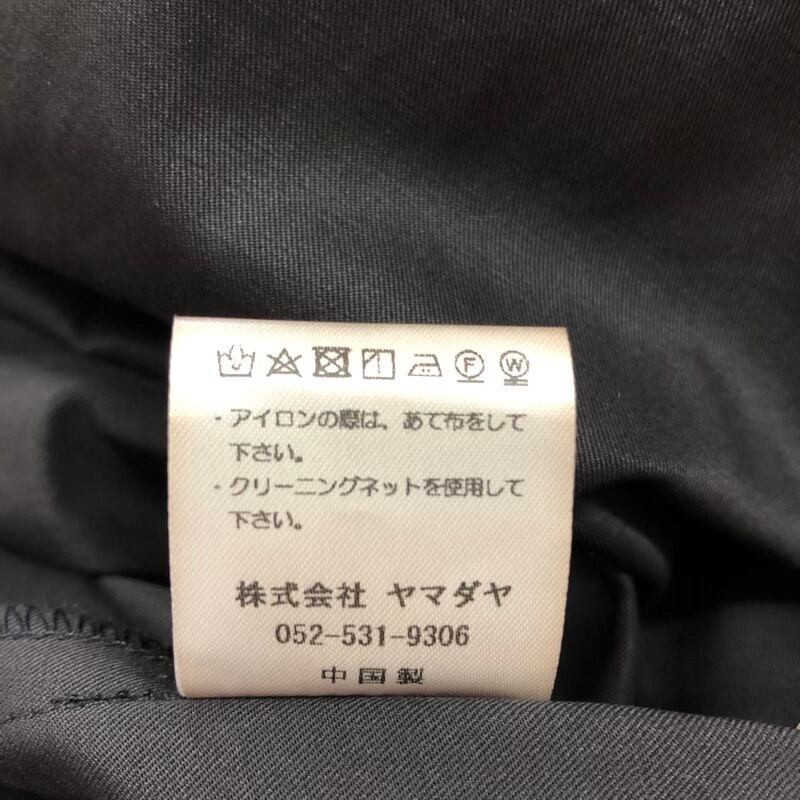 F W
・アイロンの際は、あて布をして
下さい。
・クリーニングネットを使用して
下さい。
株式会社 ヤマダヤ
052-531-9306
中国製